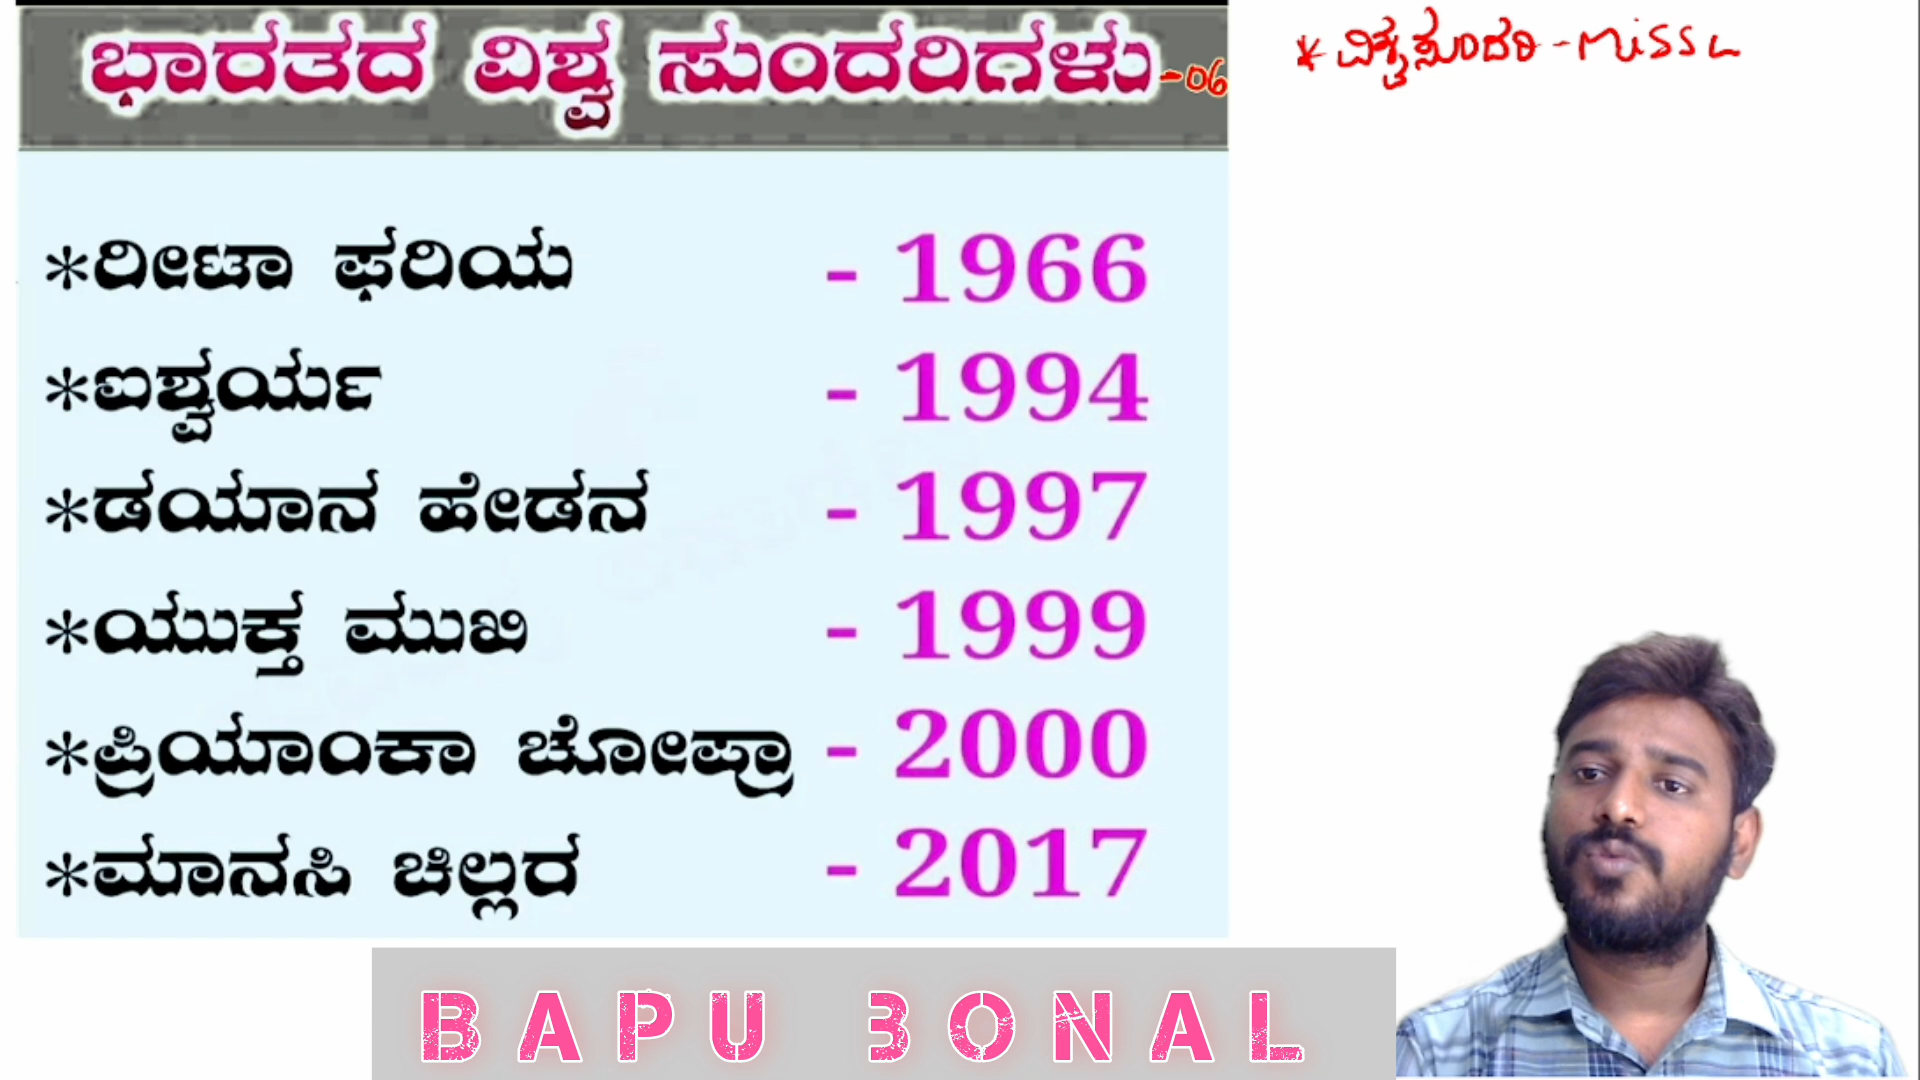 ಭಾರತದ ವಿಶ್ವ ಸುಂದರಿಗಳು -06
* ವಿಶ್ವಸುಂದರಿ - Miss
*ರೀಟಾ ಫರಿಯ - 1966
*ಐಶ್ವರ್ಯ - 1994
*ಡಯಾನ ಹೇಡನ - 1997
*ಯುಕ್ತ ಮುಖಿ - 1999
*ಪ್ರಿಯಾಂಕಾ ಚೋಪ್ರಾ - 2000
*ಮಾನಸಿ ಚಿಲ್ಲರ - 2017
BAPU BONAL